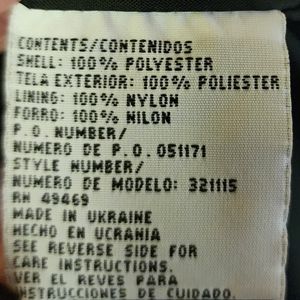 CONTENTS/CONTENIDOS
SHELL: 100% POLYESTER
TELA EXTERIOR: 100% POLIESTER
LINING: 100% NYLON
FORRO: 100% NILON
P.O. NUMBER/
NUMERO DE P.O. 051171
STYLE NUMBER/
NUMERO DE MODELO: 321115
RN 49469
MADE IN UKRAINE
HECHO EN UCRANIA
SEE REVERSE SIDE FOR
CARE INSTRUCTIONS.
VER EL REVES PARA
INSTRUCCIONES DE CUIDADO.